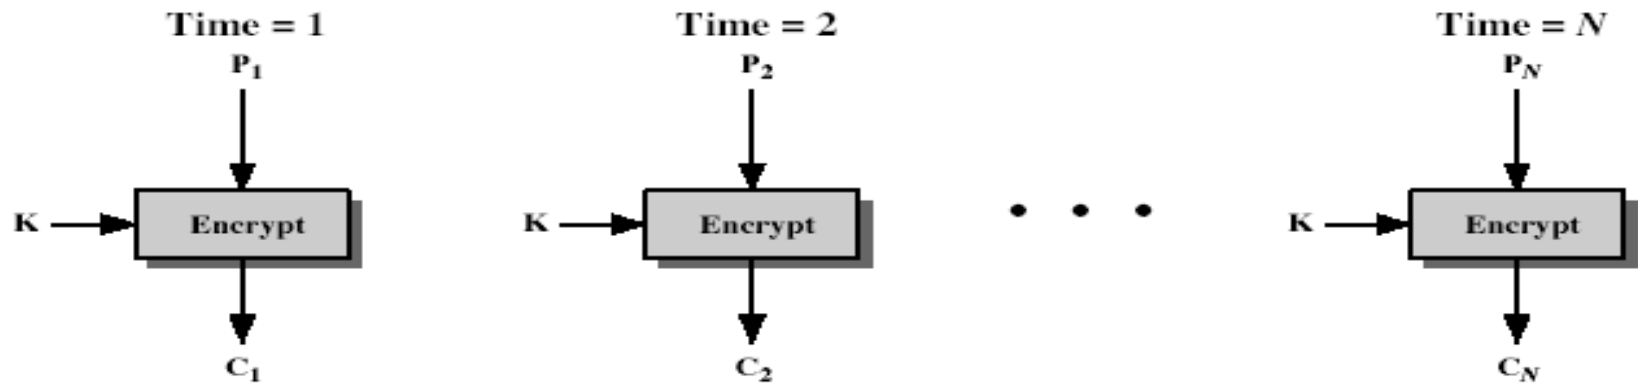 Time = 1 Time = 2 Time = N
P1 P2 PN
K Encrypt K Encrypt K Encrypt
C1 C2 CN